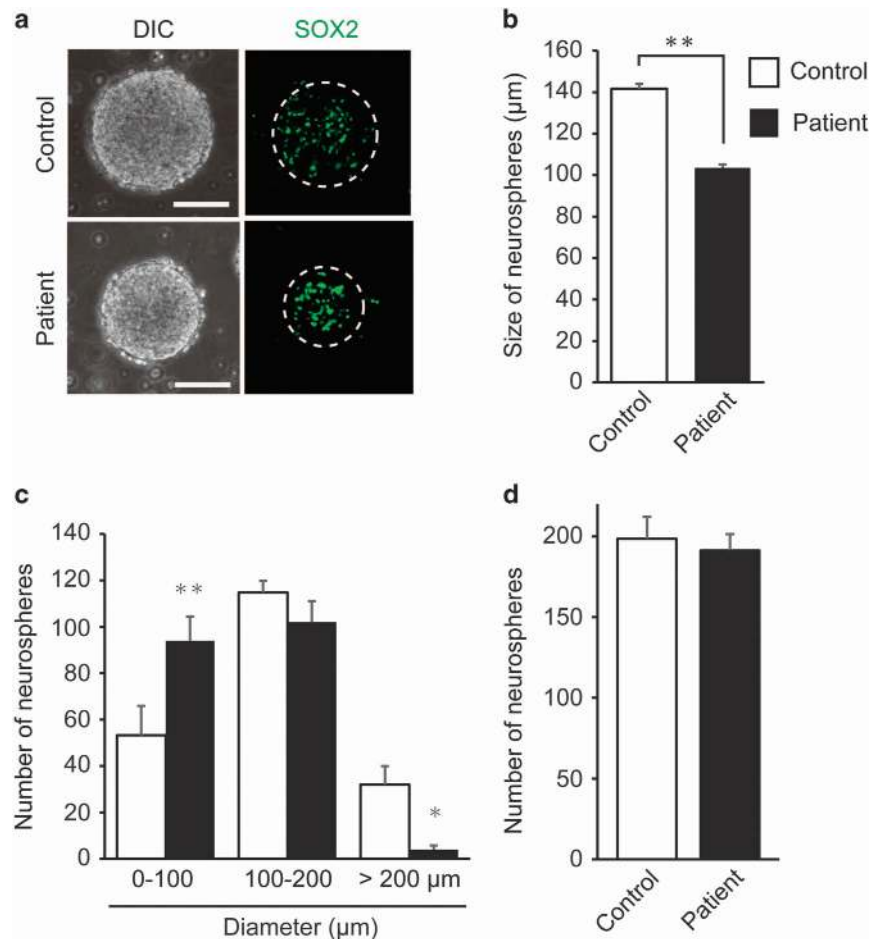 a
DIC SOX2
Control
Patient
b
Size of neurospheres (µm)
160
140
120
100
80
60
40
20
0
**
Control
Patient
Control Patient
c
Number of neurospheres
140
120
100
80
60
40
20
0
**
*
0-100 100-200 > 200 µm
Diameter (µm)
d
Number of neurospheres
200
150
100
50
0
Control Patient